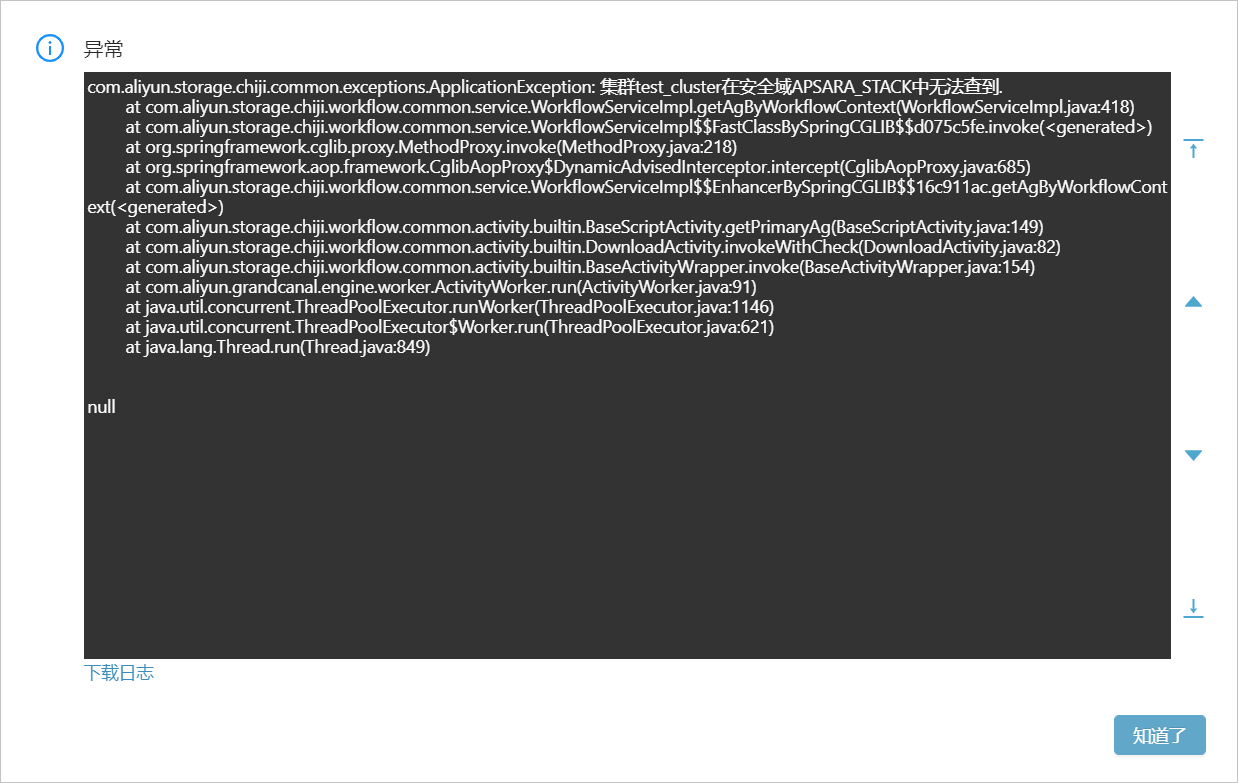 异常
com.aliyun.storage.chiji.common.exceptions.ApplicationException: 集群test_cluster在安全域APSARA_STACK中无法查到.
at com.aliyun.storage.chiji.workflow.common.service.WorkflowServiceImpl.getAgByWorkflowContext(WorkflowServiceImpl.java:418)
at com.aliyun.storage.chiji.workflow.common.service.WorkflowServiceImpl$$FastClassBySpringCGLIB$$d075c5fe.invoke(<generated>)
at org.springframework.cglib.proxy.MethodProxy.invoke(MethodProxy.java:218)
at org.springframework.aop.framework.CglibAopProxy$DynamicAdvisedInterceptor.intercept(CglibAopProxy.java:685)
at com.aliyun.storage.chiji.workflow.common.service.WorkflowServiceImpl$$EnhancerBySpringCGLIB$$16c911ac.getAgByWorkflowCont
ext(<generated>)
at com.aliyun.storage.chiji.workflow.common.activity.builtin.BaseScriptActivity.getPrimaryAg(BaseScriptActivity.java:149)
at com.aliyun.storage.chiji.workflow.common.activity.builtin.DownloadActivity.invokeWithCheck(DownloadActivity.java:82)
at com.aliyun.storage.chiji.workflow.common.activity.builtin.BaseActivityWrapper.invoke(BaseActivityWrapper.java:154)
at com.aliyun.grandcanal.engine.worker.ActivityWorker.run(ActivityWorker.java:91)
at java.util.concurrent.ThreadPoolExecutor.runWorker(ThreadPoolExecutor.java:1146)
at java.util.concurrent.ThreadPoolExecutor$Worker.run(ThreadPoolExecutor.java:621)
at java.lang.Thread.run(Thread.java:849)
null
下载日志
知道了